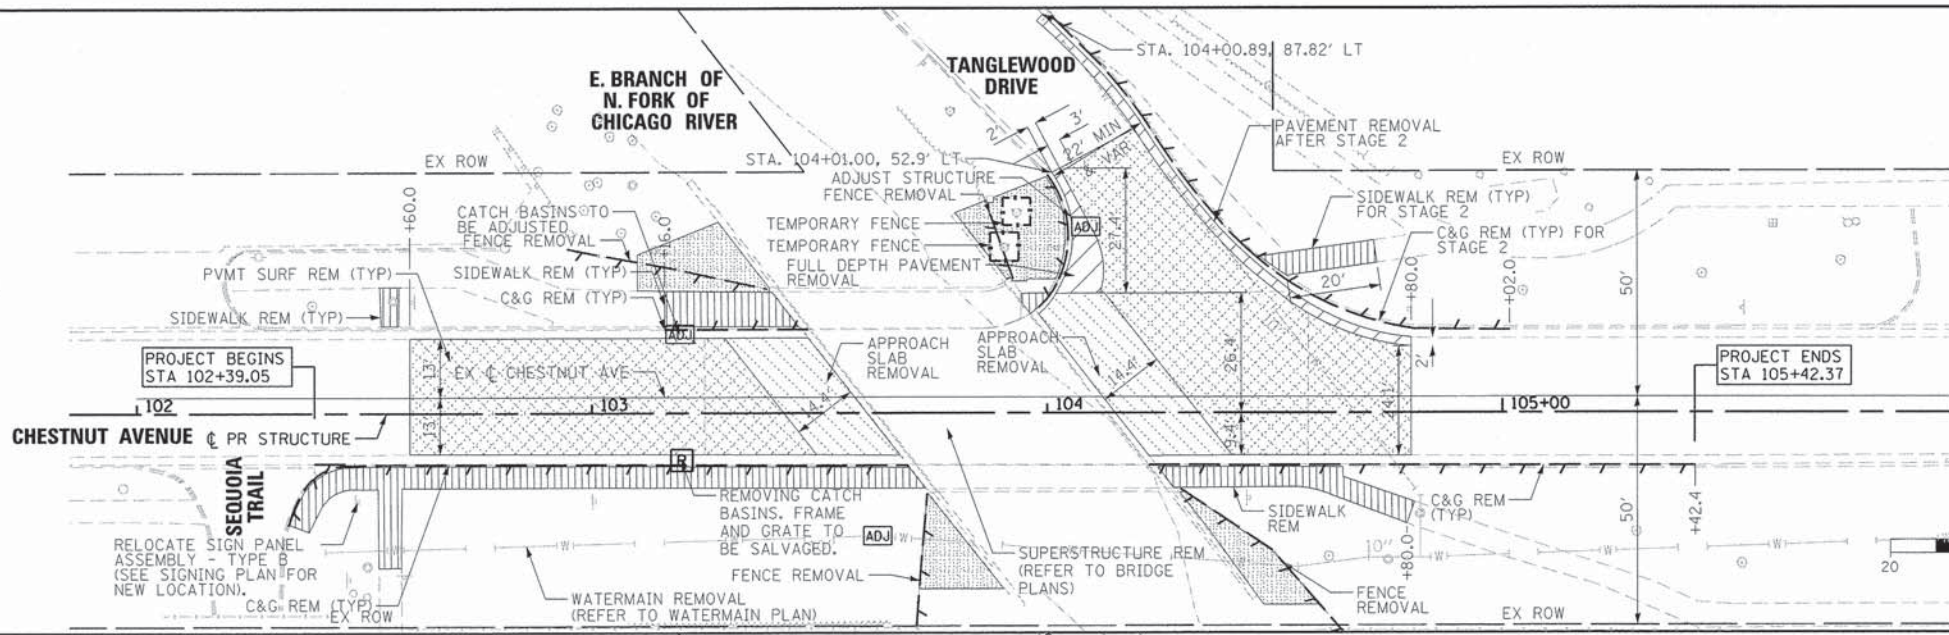 STA. 104+00.89, 87.82' LT
E. BRANCH OF
N. FORK OF
CHICAGO RIVER
TANGLEWOOD
DRIVE
2'
3'
22' MIN
& VAR
EX ROW
STA. 104+01.00, 52.9' LT
ADJUST STRUCTURE
FENCE REMOVAL
TEMPORARY FENCE
TEMPORARY FENCE
FULL DEPTH PAVEMENT
REMOVAL
ADJ
27.4'
PAVEMENT REMOVAL
AFTER STAGE 2
EX ROW
SIDEWALK REM (TYP)
FOR STAGE 2
C&G REM (TYP) FOR
STAGE 2
20'
+80.0
+02.0
50'
+60.0
CATCH BASINS TO
BE ADJUSTED
FENCE REMOVAL
+16.0
PVMT SURF REM (TYP)
SIDEWALK REM (TYP)
C&G REM (TYP)
SIDEWALK REM (TYP)
ADJ
PROJECT BEGINS
STA 102+39.05
13'
13'
EX ℄ CHESTNUT AVE
APPROACH
SLAB
REMOVAL
14.4'
APPROACH
SLAB
REMOVAL
14.4'
26.4'
9.4'
2'
24.1'
PROJECT ENDS
STA 105+42.37
102
103
104
105+00
CHESTNUT AVENUE
℄ PR STRUCTURE
SEQUOIA
TRAIL
R
REMOVING CATCH
BASINS. FRAME
AND GRATE TO
BE SALVAGED.
ADJ
RELOCATE SIGN PANEL
ASSEMBLY - TYPE B
(SEE SIGNING PLAN FOR
NEW LOCATION).
C&G REM (TYP)
EX ROW
W
W
W
FENCE REMOVAL
WATERMAIN REMOVAL
(REFER TO WATERMAIN PLAN)
SUPERSTRUCTURE REM
(REFER TO BRIDGE
PLANS)
SIDEWALK
REM
C&G REM
(TYP)
10"
+80.0
W
W
W
W
+42.4
50'
FENCE
REMOVAL
EX ROW
20